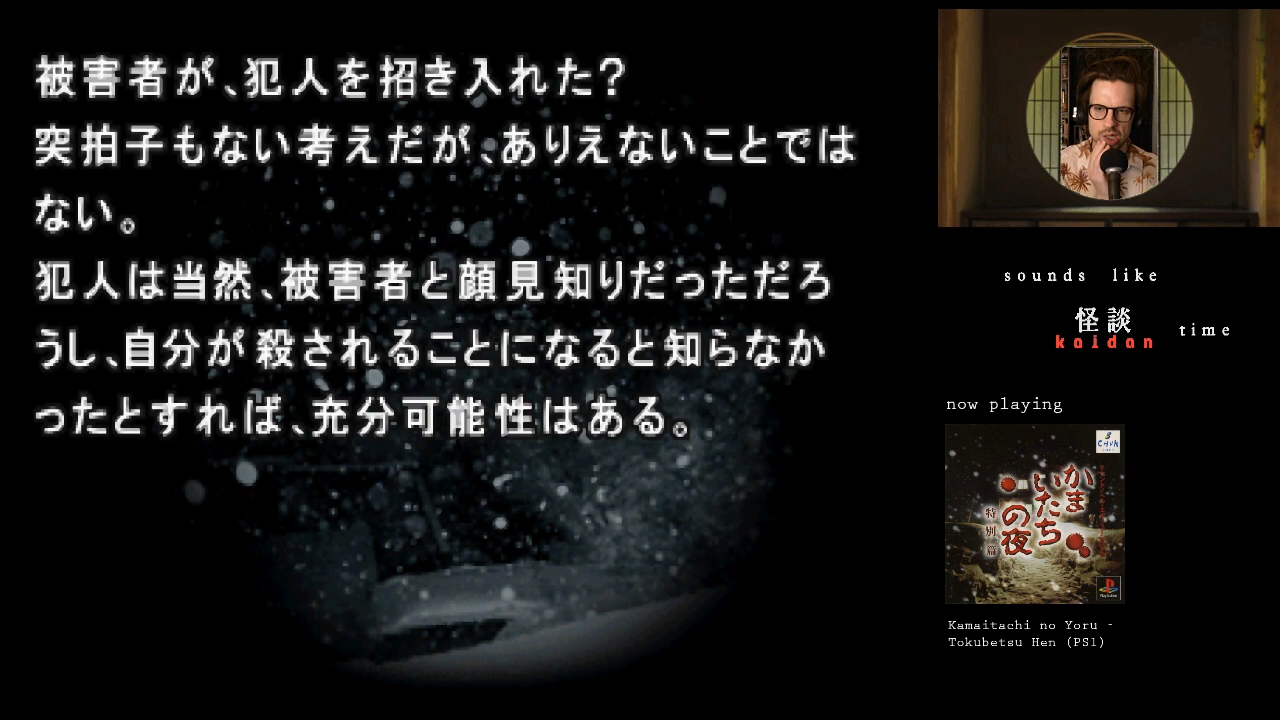 被害者が、犯人を招き入れた？
突拍子もない考えだが、ありえないことでは
ない。
犯人は当然、被害者と顔見知りだっただろ
うし、自分が殺されることになると知らなか
ったとすれば、充分可能性はある。
sounds like
怪談
kaidan
time
now playing
かま
いたち
の夜
特別篇
Kamaitachi no Yoru -
Tokubetsu Hen (PS1)